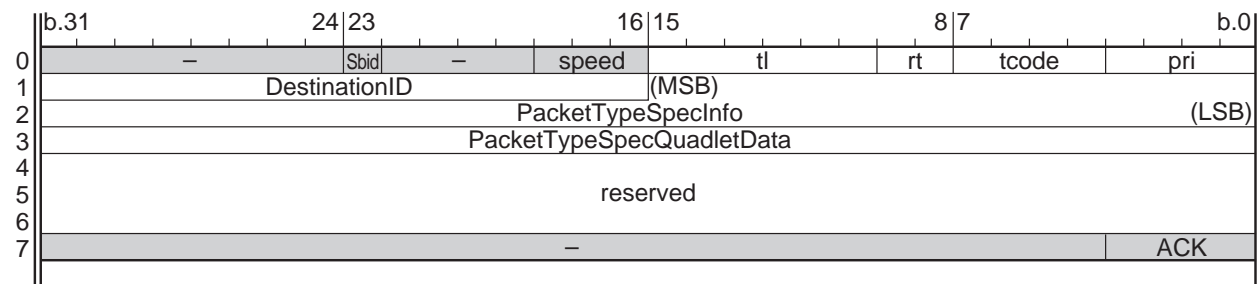 b.31 24 23 16 15 8 7 b.0
0 – Sbid – speed tl rt tcode pri
1 DestinationID (MSB)
2 PacketTypeSpecInfo (LSB)
3 PacketTypeSpecQuadletData
4
5 reserved
6
7 – ACK